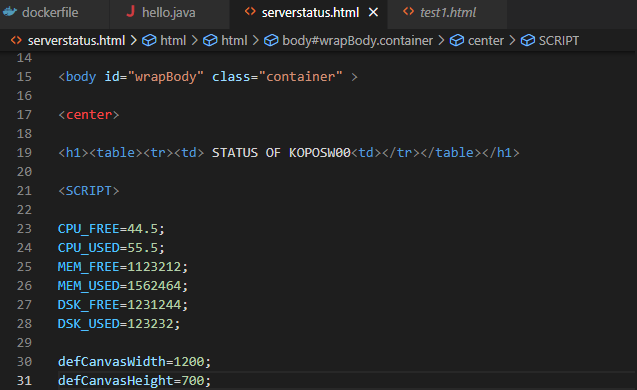 dockerfile J hello.java <> serverstatus.html × <> test1.html
<> serverstatus.html > html > html > body#wrapBody.container > center > SCRIPT
14
15 <body id="wrapBody" class="container" >
16
17 <center>
18
19 <h1><table><tr><td> STATUS OF KOPOSW00<td></tr></table></h1>
20
21 <SCRIPT>
22
23 CPU_FREE=44.5;
24 CPU_USED=55.5;
25 MEM_FREE=1123212;
26 MEM_USED=1562464;
27 DSK_FREE=1231244;
28 DSK_USED=123232;
29
30 defCanvasWidth=1200;
31 defCanvasHeight=700;